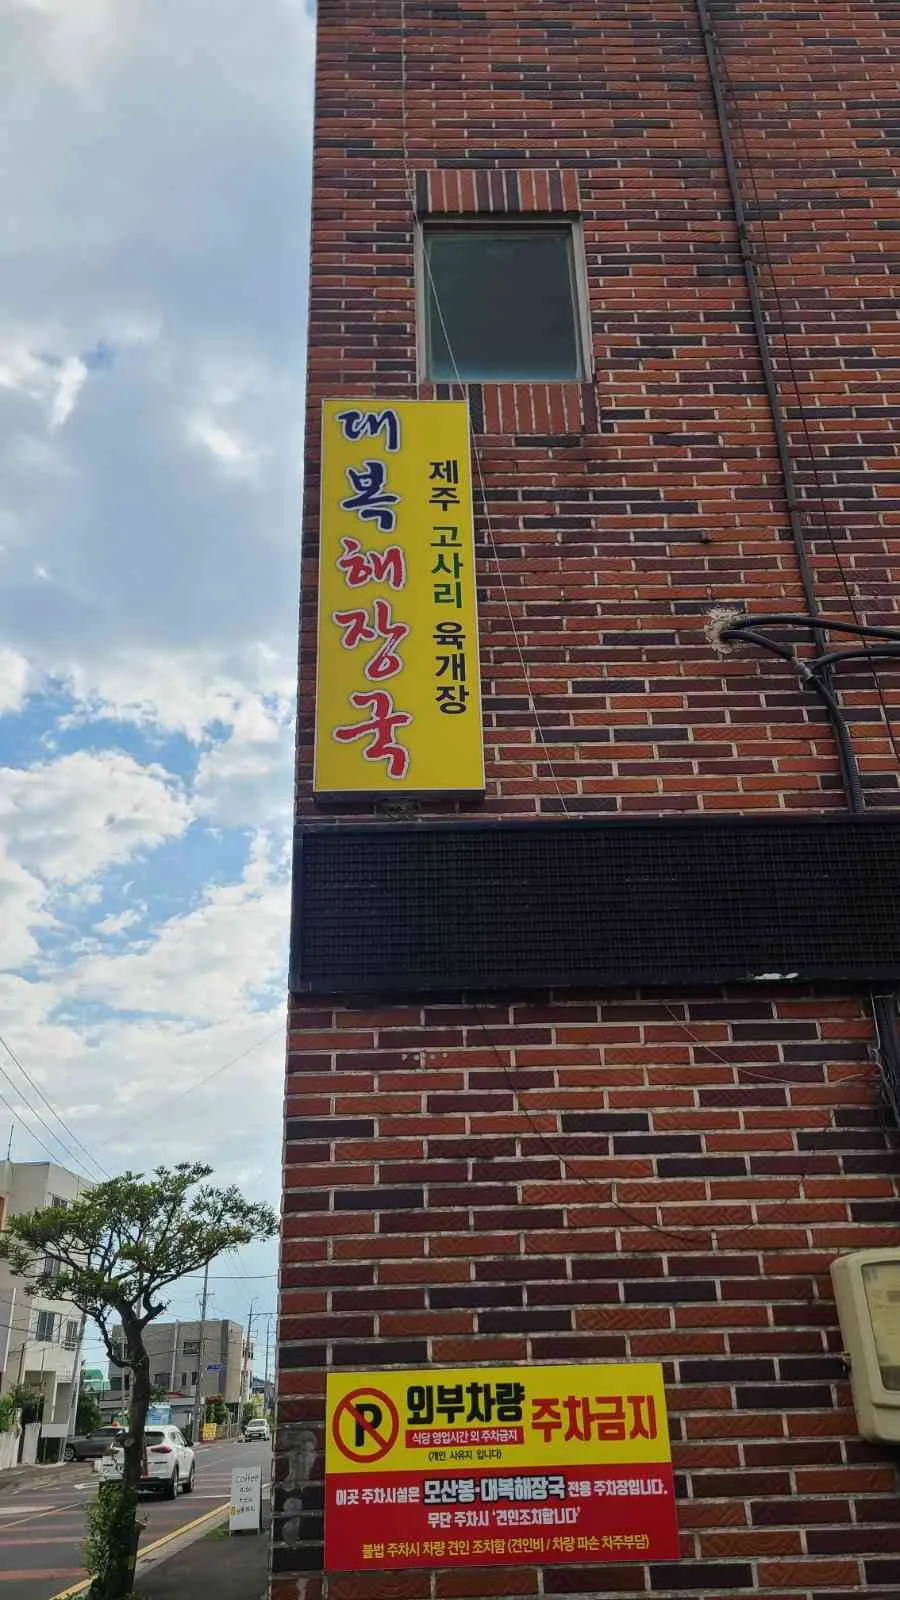 대복해장국
제주 고사리 육개장
외부차량 주차금지
식당 영업시간 외 주차금지
(개인 사유지 입니다)
이곳 주차시설은 모산봉·대복해장국 전용 주차장입니다.
무단 주차시 '견인조치합니다'
불법 주차시 차량 견인 조치함 (견인비 / 차량 파손 차주부담)
Coffee